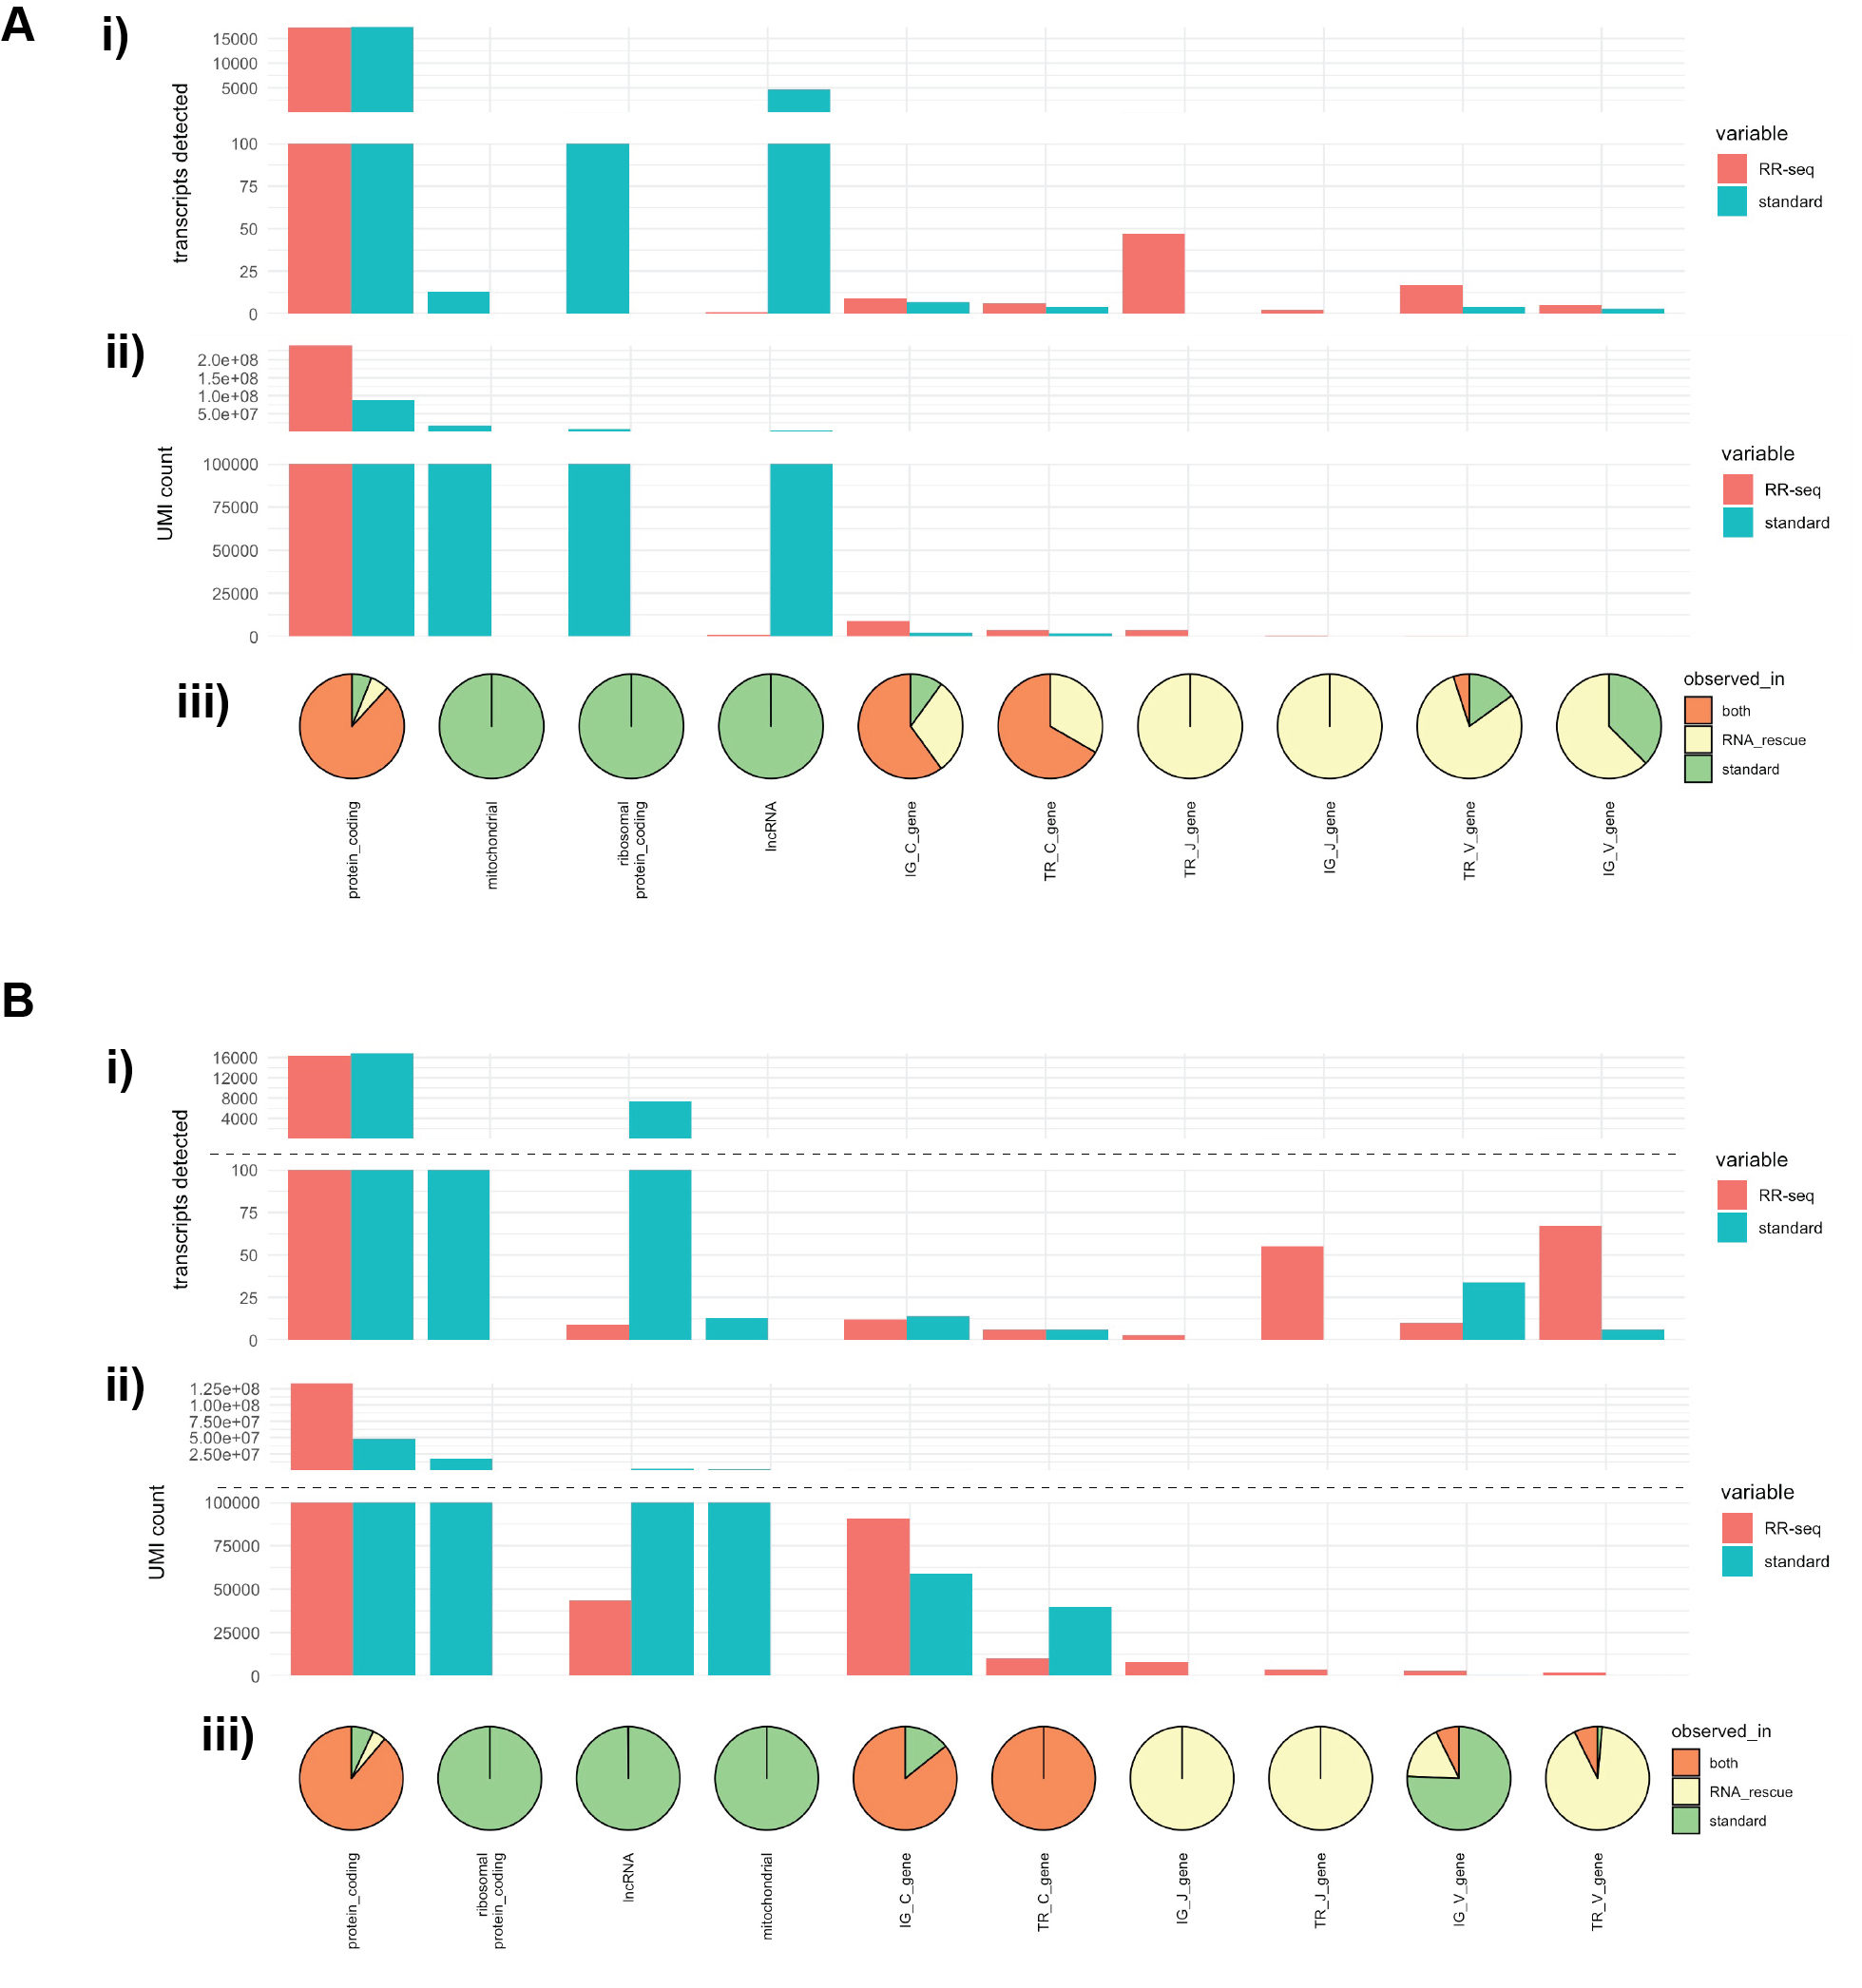 A
i)
15000
10000
5000
transcripts detected
100
75
50
25
0
variable
RR-seq
standard
ii)
2.0e+08
1.5e+08
1.0e+08
5.0e+07
UMI count
100000
75000
50000
25000
0
variable
RR-seq
standard
iii)
observed_in
both
RNA_rescue
standard
protein_coding
mitochondrial
ribosomal
protein_coding
lncRNA
IG_C_gene
TR_C_gene
TR_J_gene
IG_J_gene
TR_V_gene
IG_V_gene
B
i)
16000
12000
8000
4000
transcripts detected
100
75
50
25
0
variable
RR-seq
standard
ii)
1.25e+08
1.00e+08
7.50e+07
5.00e+07
2.50e+07
UMI count
100000
75000
50000
25000
0
variable
RR-seq
standard
iii)
observed_in
both
RNA_rescue
standard
protein_coding
ribosomal
protein_coding
lncRNA
mitochondrial
IG_C_gene
TR_C_gene
IG_J_gene
TR_J_gene
IG_V_gene
TR_V_gene